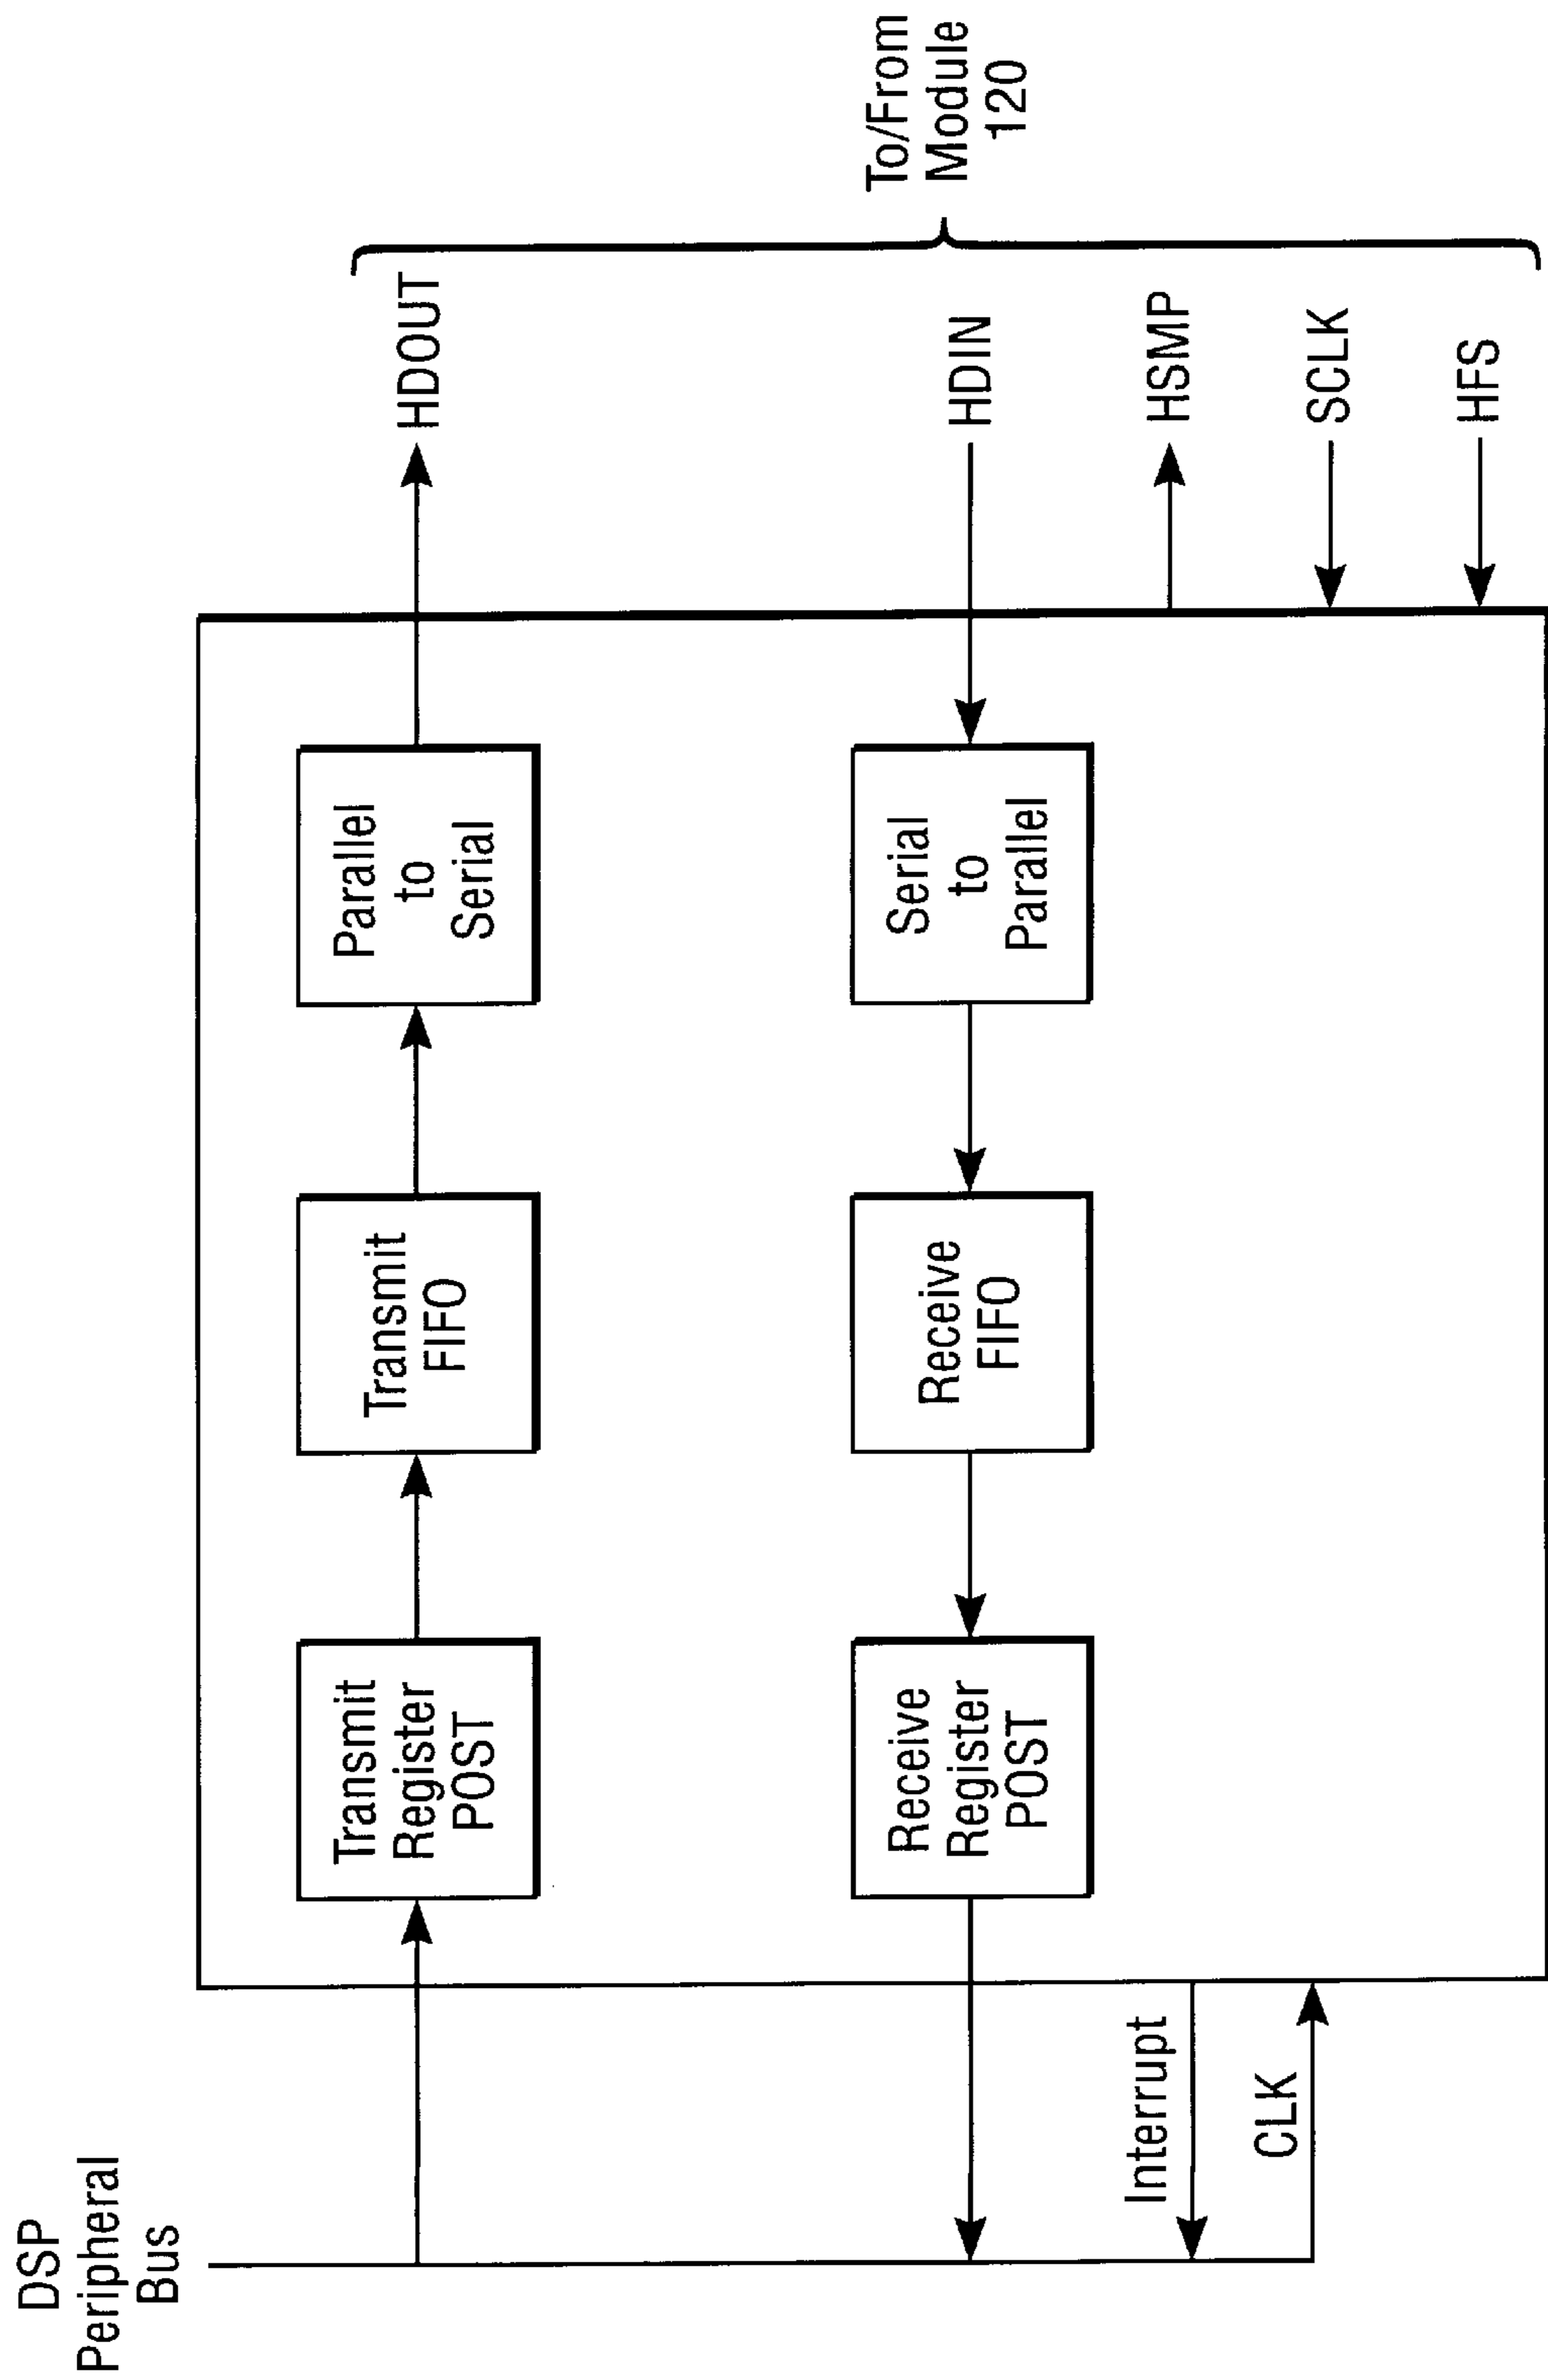 DSP
Peripheral
Bus
Transmit
Register
POST
Transmit
FIFO
Parallel
to
Serial
HDOUT
Receive
Register
POST
Receive
FIFO
Serial
to
Parallel
HDIN
To/From
Module
120
Interrupt
HSMP
CLK
SCLK
HFS